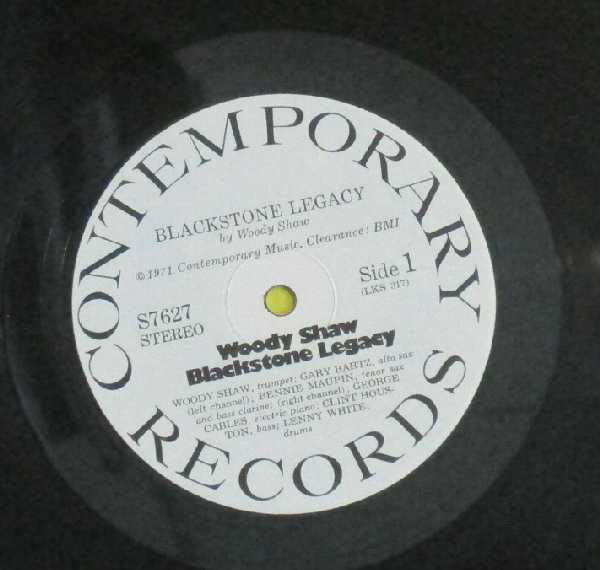 CONTEMPORARY
BLACKSTONE LEGACY
by Woody Shaw
©1971 Contemporary Music. Clearance: BMI
S7627
STEREO
Side 1
(LKS 317)
Woody Shaw
Blackstone Legacy
WOODY SHAW, trumpet; GARY BARTZ, alto sax
(left channel); BENNIE MAUPIN, tenor sax
and bass clarinet (right channel); GEORGE
CABLES, electric piano; CLINT HOUS-
TON, bass; LENNY WHITE,
drums
RECORDS